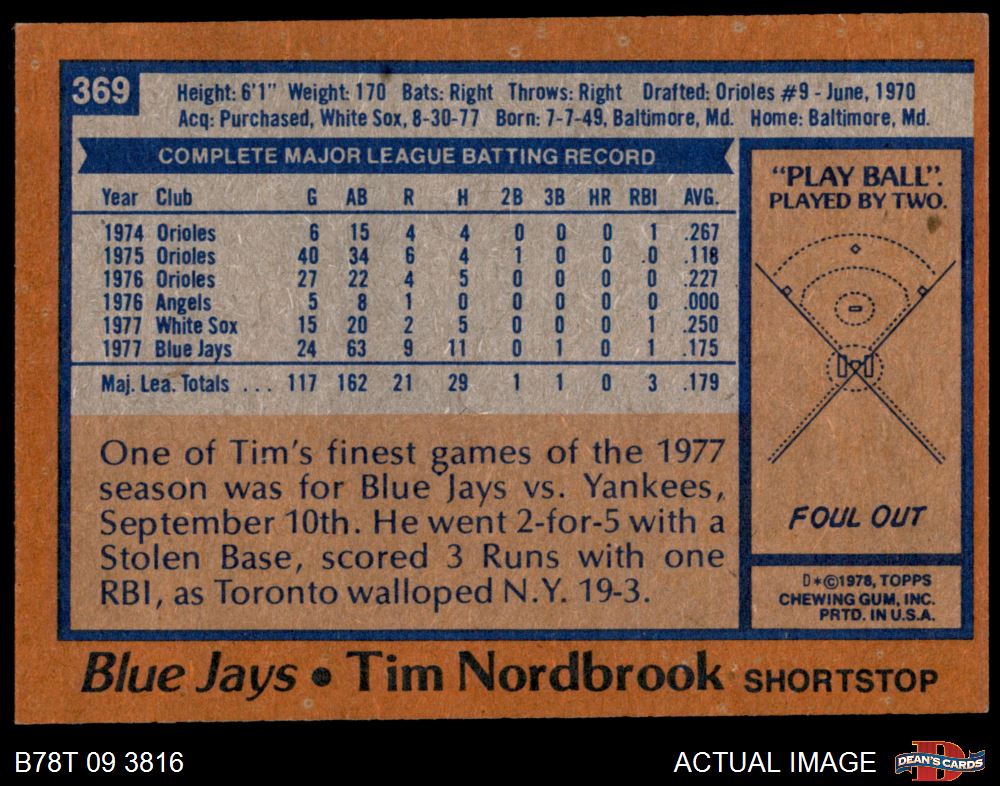 369
Height: 6'1" Weight: 170 Bats: Right Throws: Right Drafted: Orioles #9 - June, 1970
Acq: Purchased, White Sox, 8-30-77 Born: 7-7-49, Baltimore, Md. Home: Baltimore, Md.
COMPLETE MAJOR LEAGUE BATTING RECORD
Year Club G AB R H 2B 3B HR RBI AVG.
1974 Orioles 6 15 4 4 0 0 0 1 .267
1975 Orioles 40 34 6 4 1 0 0 0 .118
1976 Orioles 27 22 4 5 0 0 0 0 .227
1976 Angels 5 8 1 0 0 0 0 0 .000
1977 White Sox 15 20 2 5 0 0 0 1 .250
1977 Blue Jays 24 63 9 11 0 1 0 1 .175
Maj. Lea. Totals ... 117 162 21 29 1 1 0 3 .179
One of Tim's finest games of the 1977
season was for Blue Jays vs. Yankees,
September 10th. He went 2-for-5 with a
Stolen Base, scored 3 Runs with one
RBI, as Toronto walloped N.Y. 19-3.
"PLAY BALL".
PLAYED BY TWO.
FOUL OUT
D*©1978, TOPPS
CHEWING GUM, INC.
PRTD. IN U.S.A.
Blue Jays • Tim Nordbrook SHORTSTOP
B78T 09 3816
ACTUAL IMAGE
D
DEAN'S CARDS